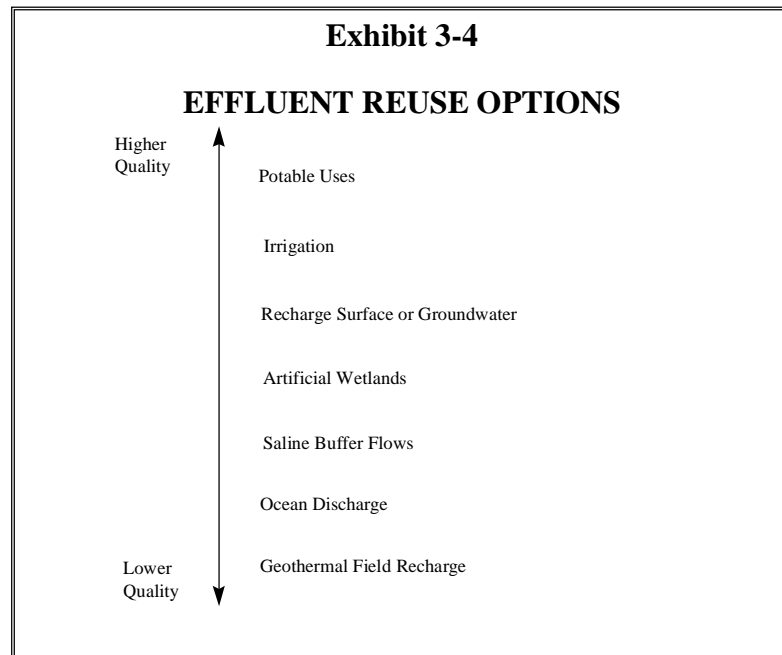 Exhibit 3-4
EFFLUENT REUSE OPTIONS
Higher
Quality
Potable Uses
Irrigation
Recharge Surface or Groundwater
Artificial Wetlands
Saline Buffer Flows
Ocean Discharge
Geothermal Field Recharge
Lower
Quality